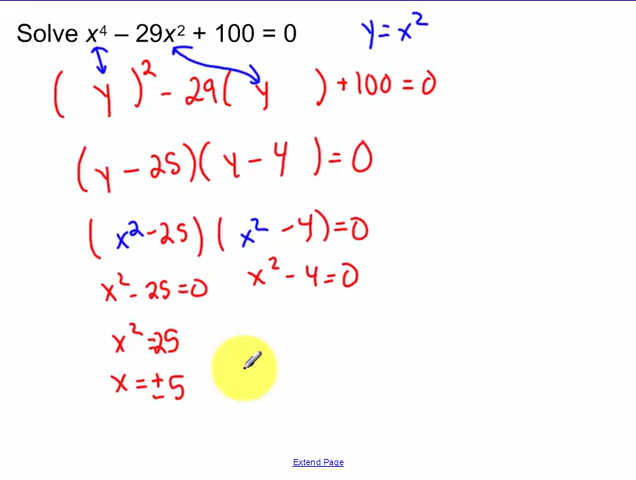 Solve x⁴ – 29x² + 100 = 0 y = x²
( y )² - 29( y ) + 100 = 0
(y - 25)(y - 4) = 0
(x² - 25)(x² - 4) = 0
x² - 25 = 0 x² - 4 = 0
x² = 25
x = ± 5
Extend Page